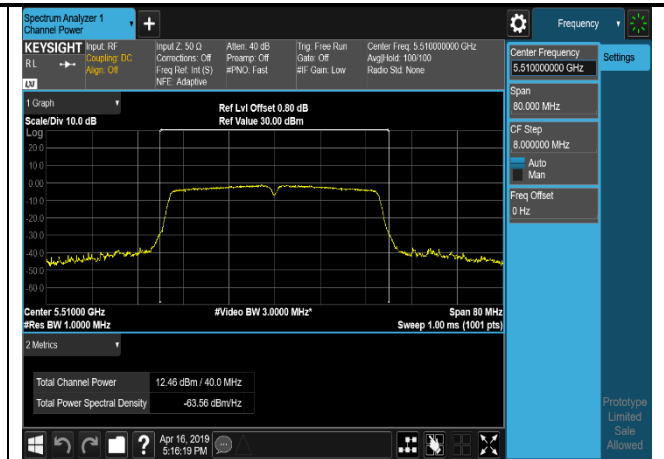 Spectrum Analyzer 1
Channel Power
+
Frequency
KEYSIGHT
RL
LXI
Input: RF
Coupling: DC
Align: Off
Input Z: 50 Ω
Corrections: Off
Freq Ref: Int (S)
NFE: Adaptive
Atten: 40 dB
Preamp: Off
#PNO: Fast
Trig: Free Run
Gate: Off
#IF Gain: Low
Center Freq: 5.510000000 GHz
Avg|Hold: 100/100
Radio Std: None
Center Frequency
5.510000000 GHz
Settings
Span
80.000 MHz
CF Step
8.000000 MHz
Auto
Man
Freq Offset
0 Hz
1 Graph
Scale/Div 10.0 dB
Ref Lvl Offset 0.80 dB
Ref Value 30.00 dBm
Log
20.0
10.0
0.00
-10.0
-20.0
-30.0
-40.0
-50.0
-60.0
Center 5.51000 GHz
#Video BW 3.0000 MHz*
Span 80 MHz
#Res BW 1.0000 MHz
Sweep 1.00 ms (1001 pts)
2 Metrics
Total Channel Power 12.46 dBm / 40.0 MHz
Total Power Spectral Density -63.56 dBm/Hz
Prototype
Limited
Sale
Allowed
?
Apr 16, 2019
5:16:19 PM